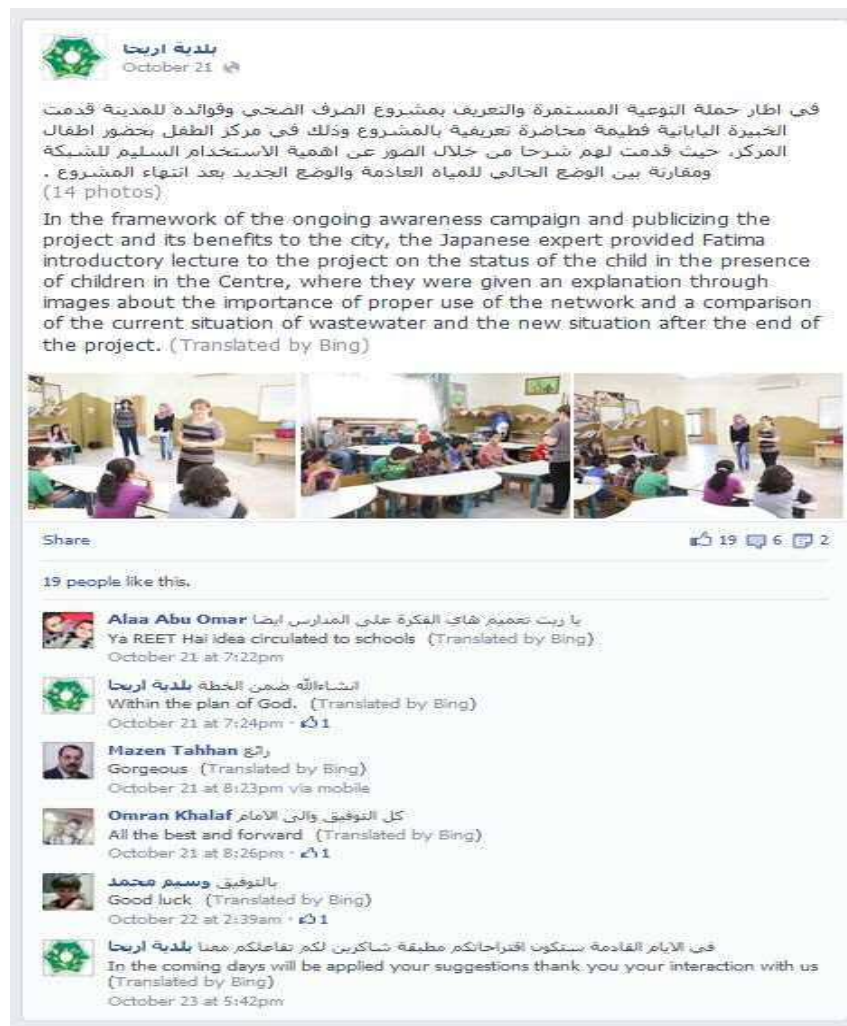 بلدية اريحا
October 21
في اطار حملة التوعية المستمرة والتعريف بمشروع الصرف الصحي وفوائده للمدينة قدمت
الخبيرة اليابانية فطيمة محاضرة تعريفية بالمشروع وذلك في مركز الطفل بحضور اطفال
المركز، حيث قدمت لهم شرحا من خلال الصور عن اهمية الاستخدام السليم للشبكة
ومقارنة بين الوضع الحالي للمياه العادمة والوضع الجديد بعد انتهاء المشروع .
(14 photos)
In the framework of the ongoing awareness campaign and publicizing the
project and its benefits to the city, the Japanese expert provided Fatima
introductory lecture to the project on the status of the child in the presence
of children in the Centre, where they were given an explanation through
images about the importance of proper use of the network and a comparison
of the current situation of wastewater and the new situation after the end of
the project. (Translated by Bing)
Share 19 6 2
19 people like this.
Alaa Abu Omar يا ريت تعميم هاي الفكرة على المدارس ايضا
Ya REET Hai idea circulated to schools (Translated by Bing)
October 21 at 7:22pm
بلدية اريحا انشاءالله ضمن الخطة
Within the plan of God. (Translated by Bing)
October 21 at 7:24pm · 1
Mazen Tahhan رائع
Gorgeous (Translated by Bing)
October 21 at 8:23pm via mobile
Omran Khalaf كل التوفيق والى الامام
All the best and forward (Translated by Bing)
October 21 at 8:26pm · 1
وسيم محمد بالتوفيق
Good luck (Translated by Bing)
October 22 at 2:39am · 1
بلدية اريحا في الايام القادمة ستكون اقتراحاتكم مطبقة شاكرين لكم تفاعلكم معنا
In the coming days will be applied your suggestions thank you your interaction with us
(Translated by Bing)
October 23 at 5:42pm